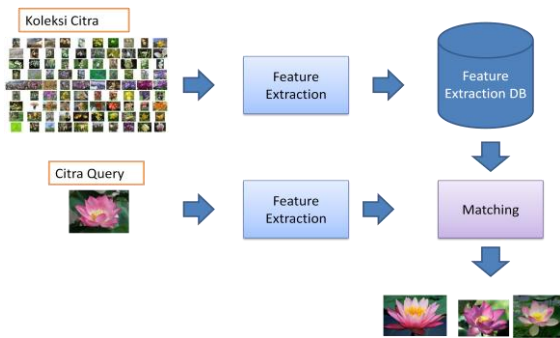 Koleksi Citra
Feature
Extraction
Feature
Extraction DB
Citra Query
Feature
Extraction
Matching